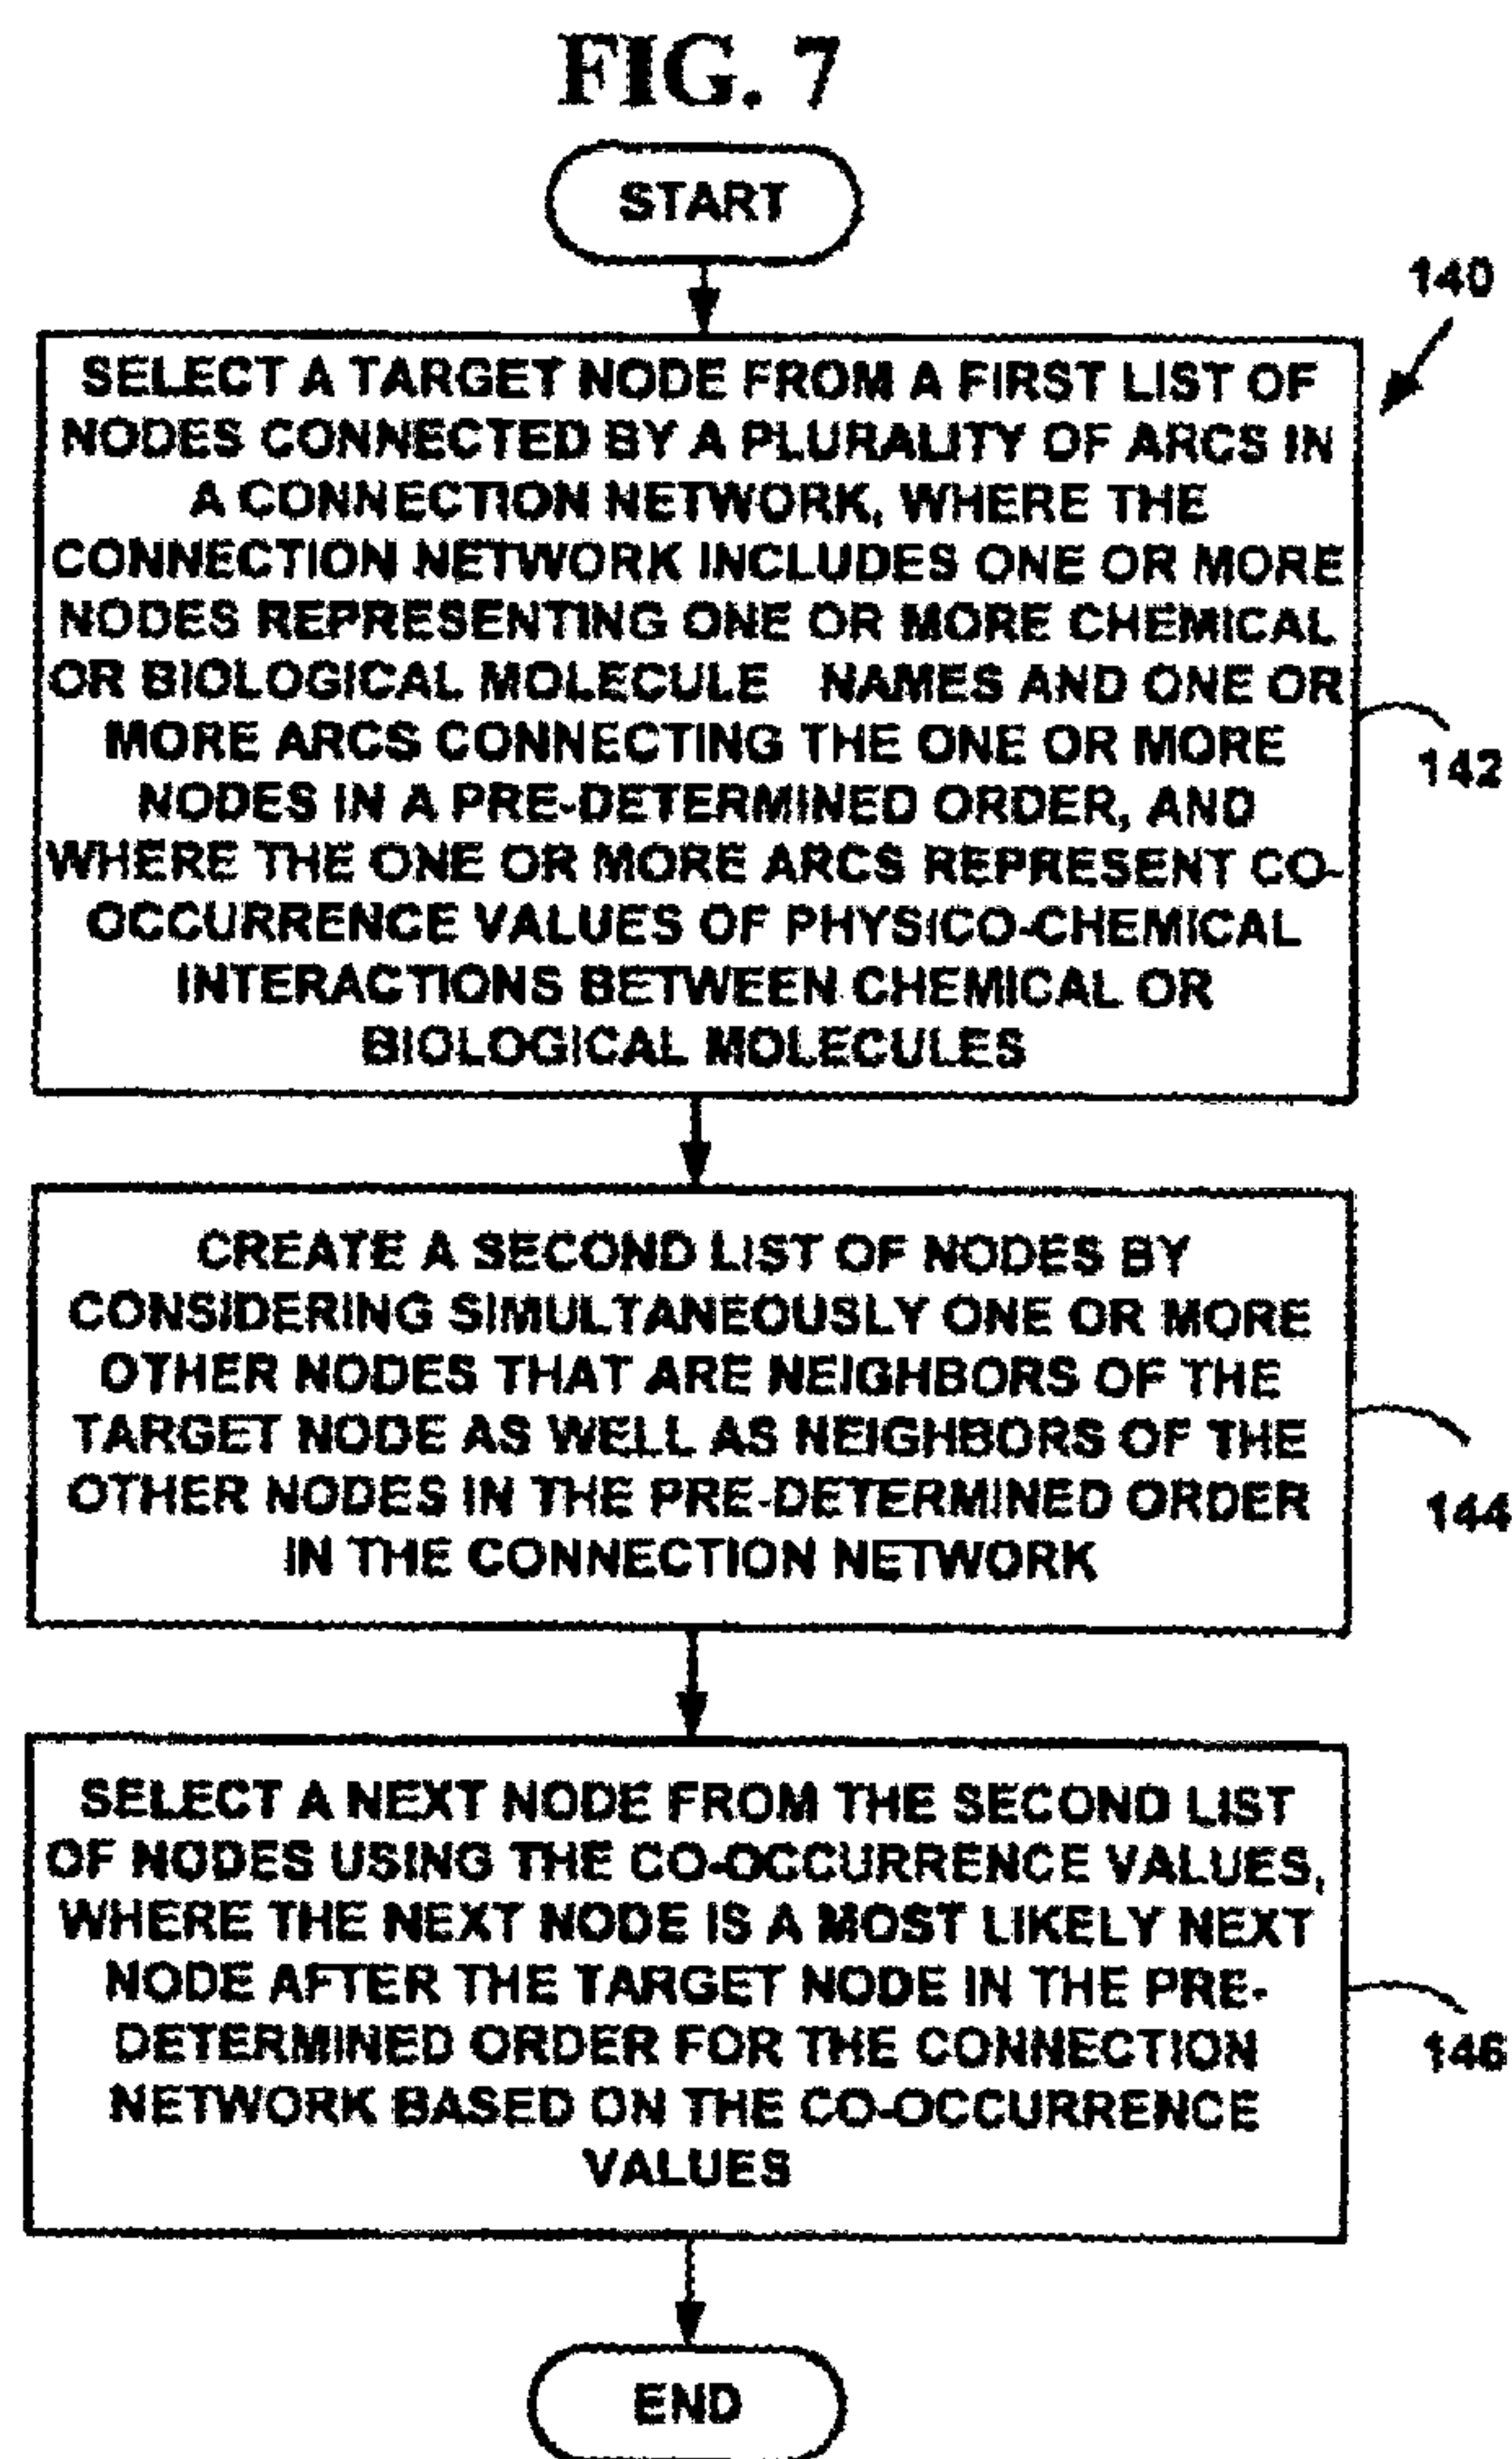 FIG. 7
START
140
SELECT A TARGET NODE FROM A FIRST LIST OF
NODES CONNECTED BY A PLURALITY OF ARCS IN
A CONNECTION NETWORK, WHERE THE
CONNECTION NETWORK INCLUDES ONE OR MORE
NODES REPRESENTING ONE OR MORE CHEMICAL
OR BIOLOGICAL MOLECULE NAMES AND ONE OR
MORE ARCS CONNECTING THE ONE OR MORE
NODES IN A PRE-DETERMINED ORDER, AND
WHERE THE ONE OR MORE ARCS REPRESENT CO-
OCCURRENCE VALUES OF PHYSICO-CHEMICAL
INTERACTIONS BETWEEN CHEMICAL OR
BIOLOGICAL MOLECULES
142
CREATE A SECOND LIST OF NODES BY
CONSIDERING SIMULTANEOUSLY ONE OR MORE
OTHER NODES THAT ARE NEIGHBORS OF THE
TARGET NODE AS WELL AS NEIGHBORS OF THE
OTHER NODES IN THE PRE-DETERMINED ORDER
IN THE CONNECTION NETWORK
144
SELECT A NEXT NODE FROM THE SECOND LIST
OF NODES USING THE CO-OCCURRENCE VALUES,
WHERE THE NEXT NODE IS A MOST LIKELY NEXT
NODE AFTER THE TARGET NODE IN THE PRE-
DETERMINED ORDER FOR THE CONNECTION
NETWORK BASED ON THE CO-OCCURRENCE
VALUES
146
END